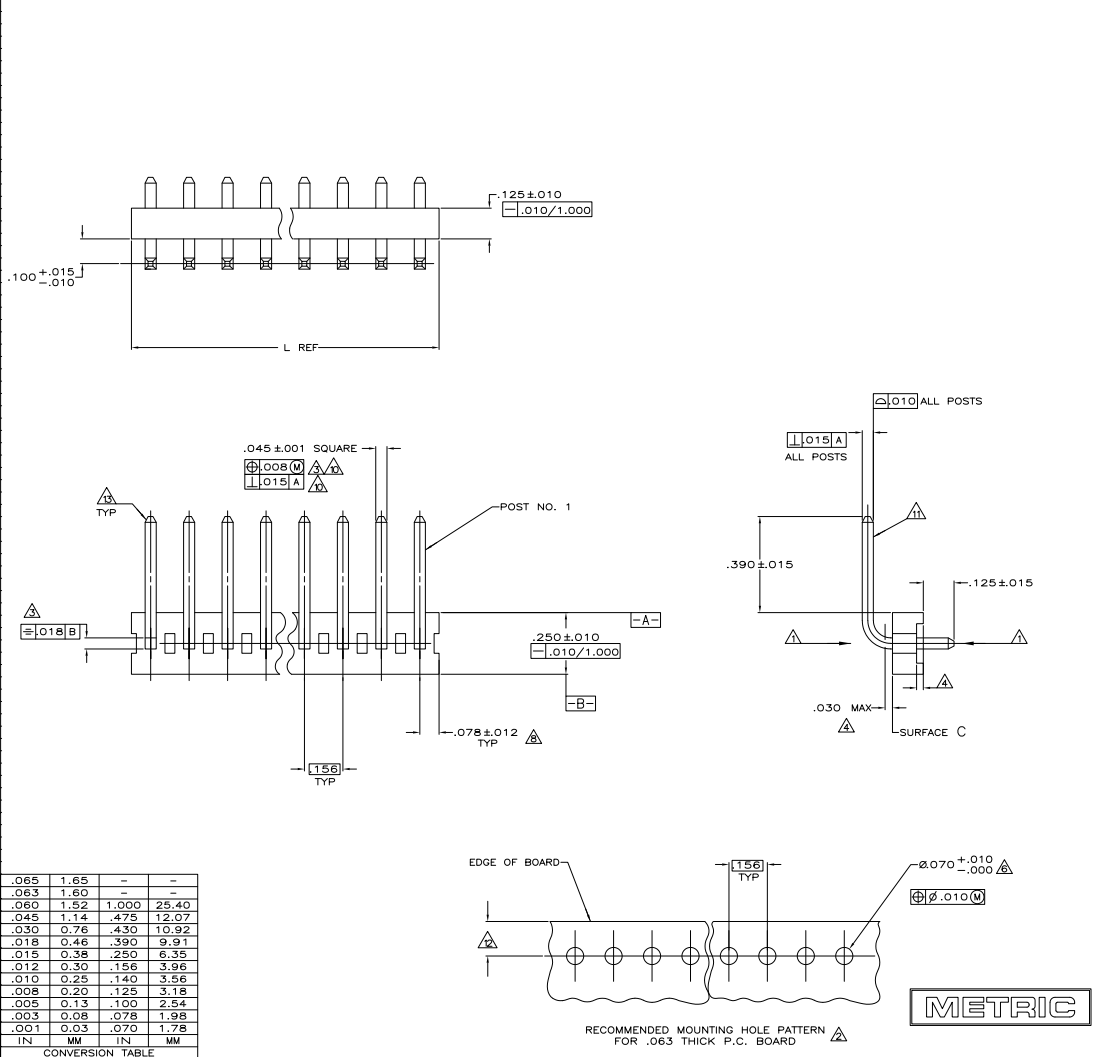 .125±.010
⏤ .010/1.000
.100 +.015
-.010
L REF
⌓ .010 ALL POSTS
⊥ .015 A
ALL POSTS
.045±.001 SQUARE
⌖ .008 Ⓜ 3 10
⊥ .015 A 10
13
TYP
POST NO. 1
11
.390±.015
.125±.015
3
⌯ .018 B
-A-
.250±.010
⏤ .010/1.000
1
1
-B-
4
.030 MAX
4
SURFACE C
.078±.012
TYP 8
.156
TYP
EDGE OF BOARD
.156
TYP
Ø.070 +.010
-.000 6
⌖ Ø .010 Ⓜ
12
RECOMMENDED MOUNTING HOLE PATTERN 2
FOR .063 THICK P.C. BOARD
METRIC
.065 1.65 - -
.063 1.60 - -
.060 1.52 1.000 25.40
.045 1.14 .475 12.07
.030 0.76 .430 10.92
.018 0.46 .390 9.91
.015 0.38 .250 6.35
.012 0.30 .156 3.96
.010 0.25 .140 3.56
.008 0.20 .125 3.18
.005 0.13 .100 2.54
.003 0.08 .078 1.98
.001 0.03 .070 1.78
IN MM IN MM
CONVERSION TABLE